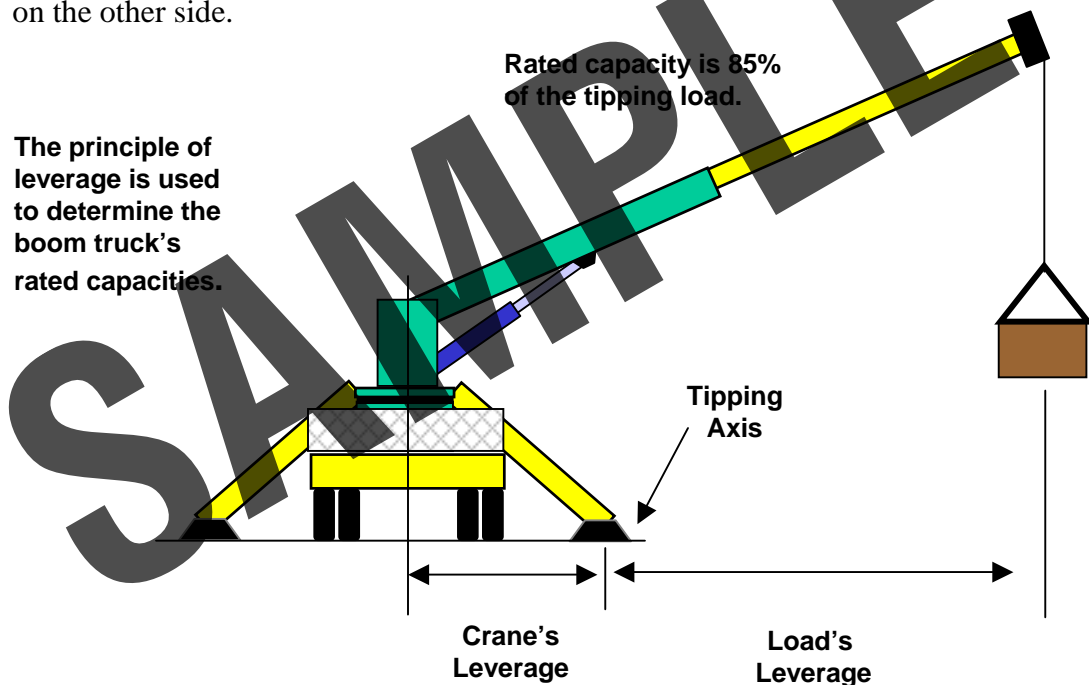 on the other side.
Rated capacity is 85%
of the tipping load.
The principle of
leverage is used
to determine the
boom truck's
rated capacities.
SAMPLE
Tipping
Axis
Crane's
Leverage
Load's
Leverage